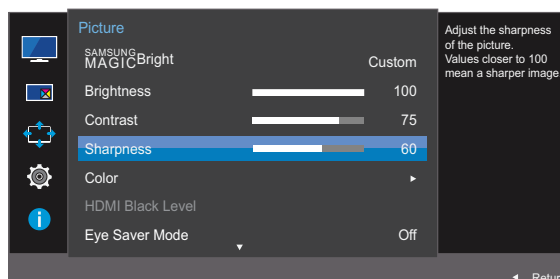 Picture
SAMSUNG
MAGICBright Custom
Brightness 100
Contrast 75
Sharpness 60
Color
HDMI Black Level
Eye Saver Mode Off
Adjust the sharpness
of the picture.
Values closer to 100
mean a sharper image